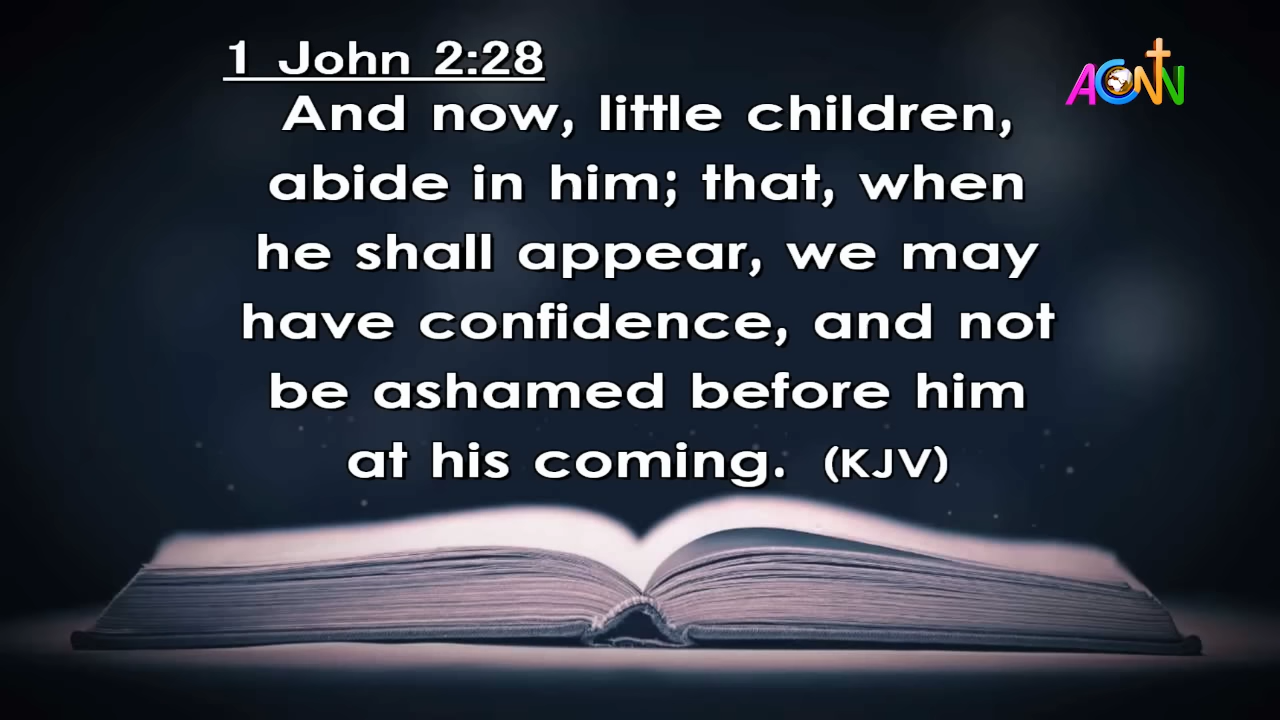 1 John 2:28
ACNN
And now, little children,
abide in him; that, when
he shall appear, we may
have confidence, and not
be ashamed before him
at his coming. (KJV)